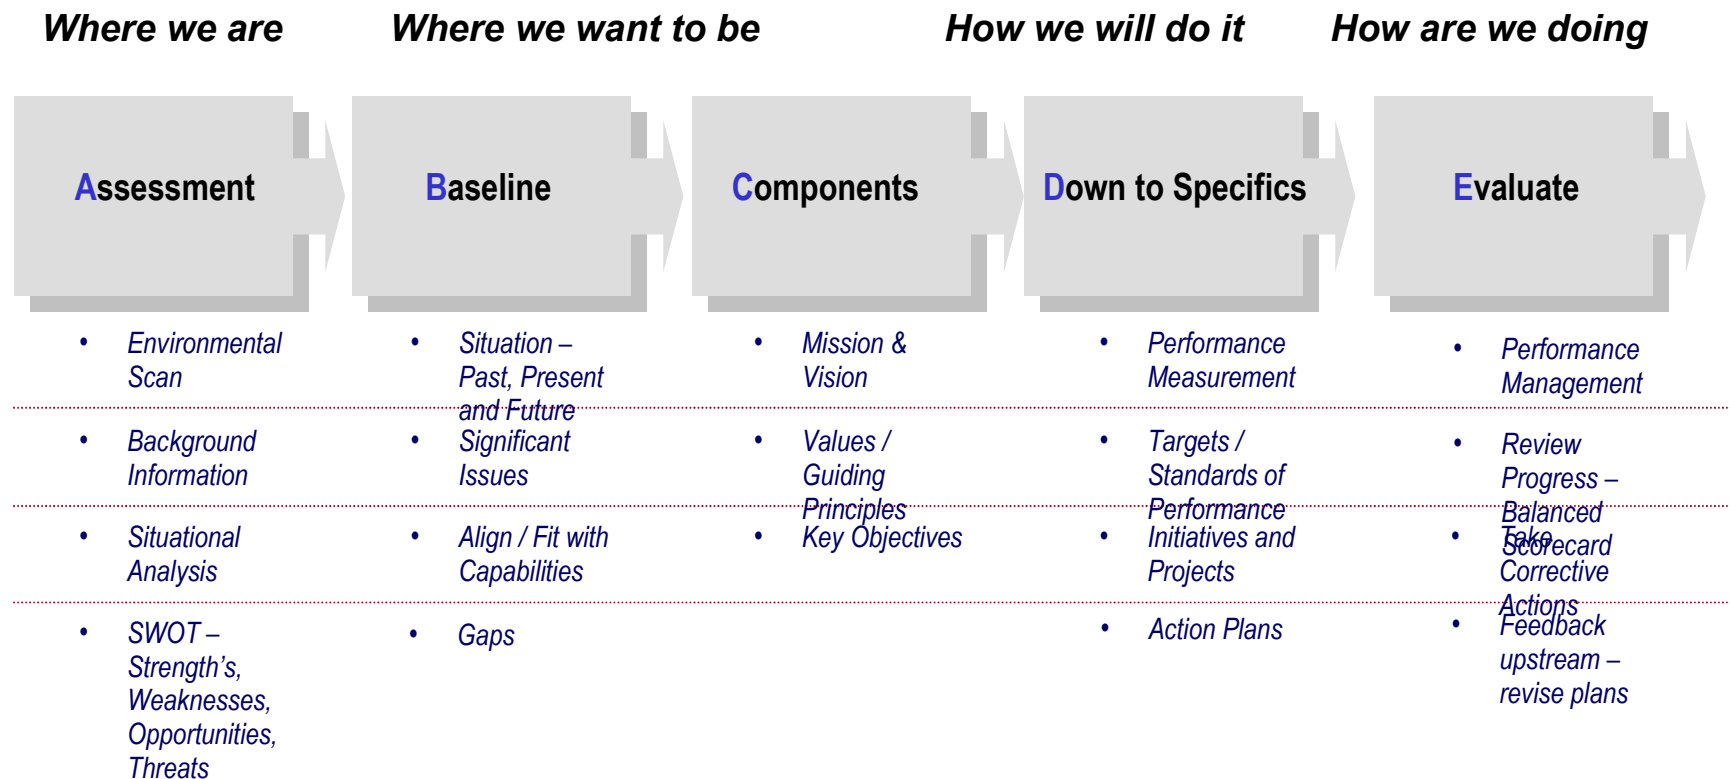 Where we are
Where we want to be
How we will do it
How are we doing
Assessment
Baseline
Components
Down to Specifics
Evaluate
• Environmental
Scan
• Background
Information
• Situational
Analysis
• SWOT –
Strength’s,
Weaknesses,
Opportunities,
Threats
• Situation –
Past, Present
and Future
• Significant
Issues
• Align / Fit with
Capabilities
• Gaps
• Mission &
Vision
• Values /
Guiding
Principles
• Key Objectives
• Performance
Measurement
• Targets /
Standards of
Performance
• Initiatives and
Projects
• Action Plans
• Performance
Management
• Review
Progress –
Balanced
Scorecard
• Take
Corrective
Actions
• Feedback
upstream –
revise plans